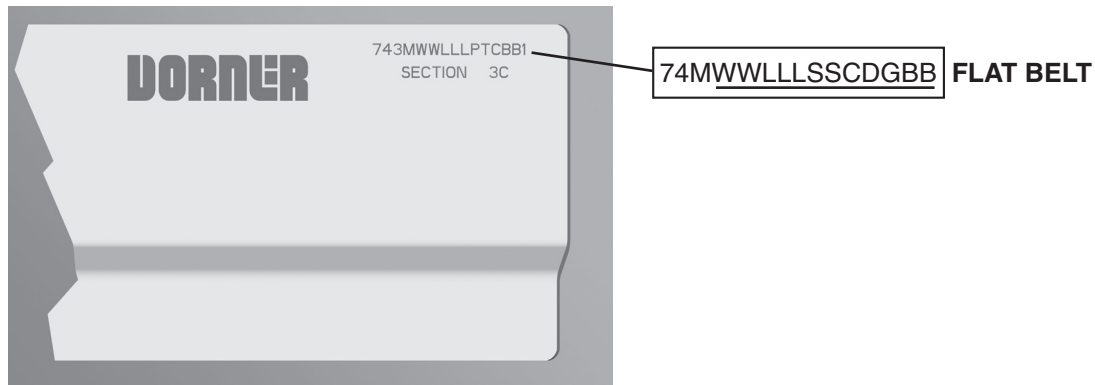 DORNER
743MWWLLLPTCBB1
SECTION 3C
74MWWLLLSSCDGBB FLAT BELT